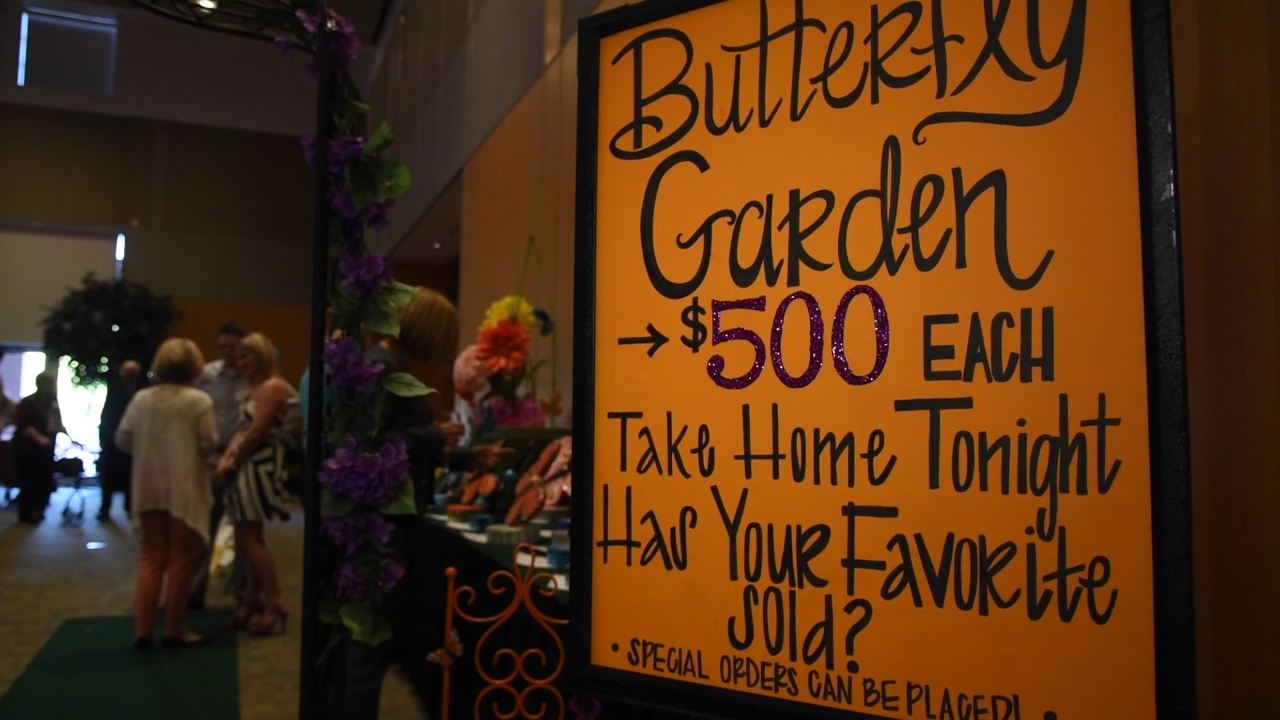 Butterfly
Garden
→ $500 EACH
Take Home Tonight
Has Your Favorite
Sold?
• SPECIAL ORDERS CAN BE PLACED! •